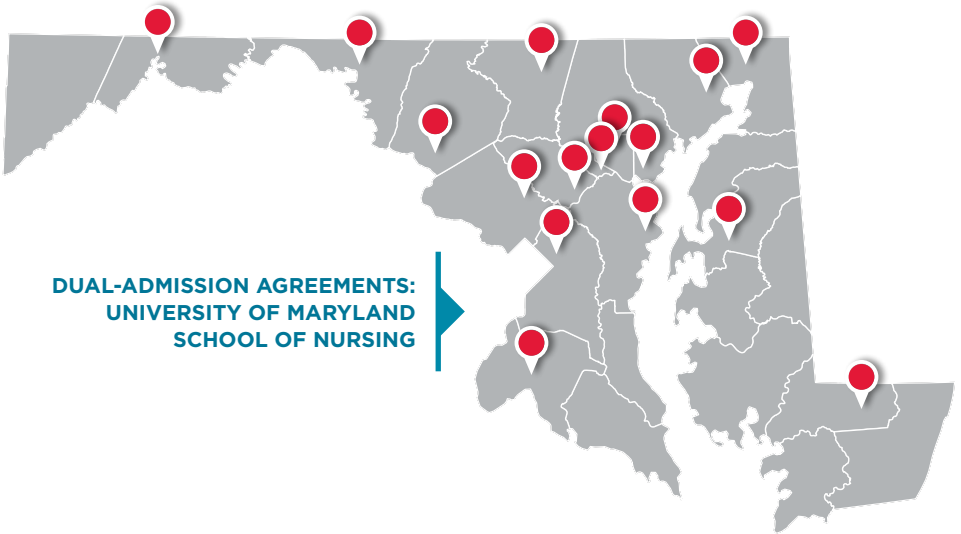 DUAL-ADMISSION AGREEMENTS:
UNIVERSITY OF MARYLAND
SCHOOL OF NURSING